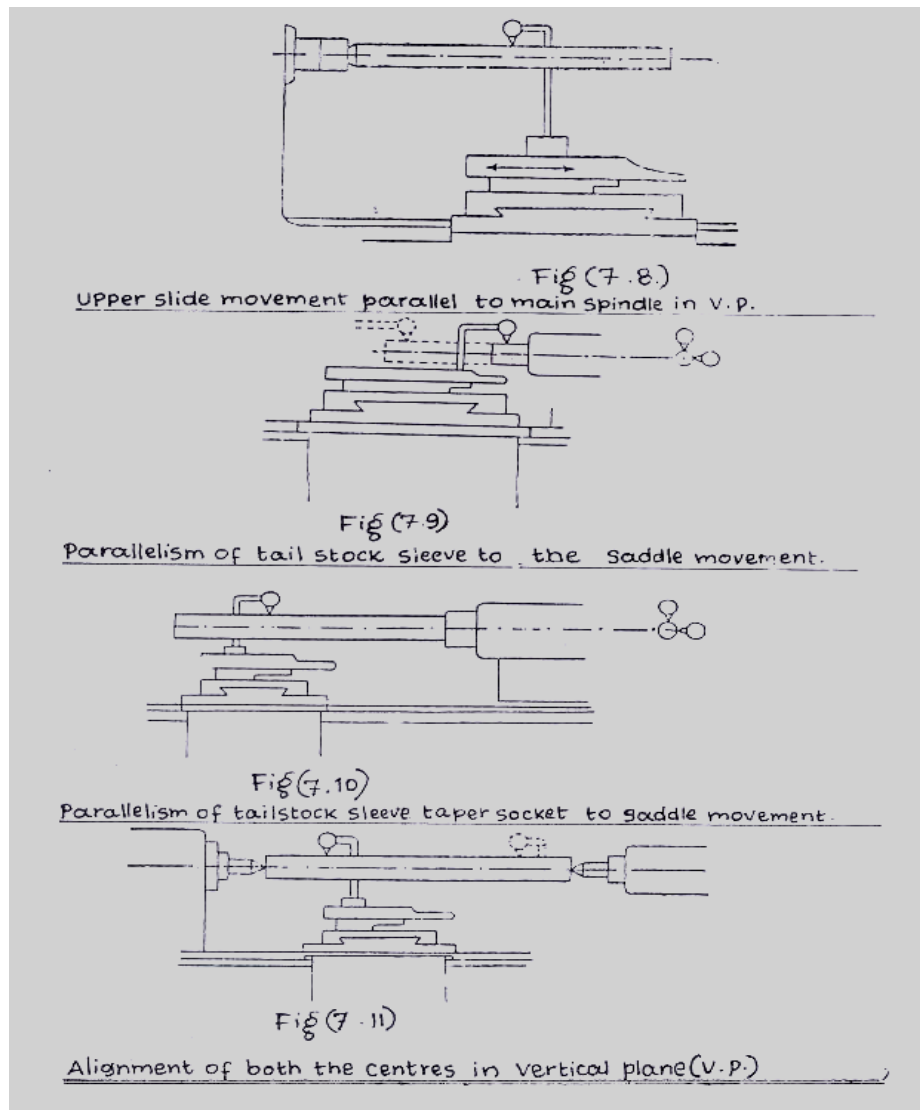 Fig (7.8.)
Upper slide movement parallel to main spindle in V.P.
Fig (7.9)
Parallelism of tail stock sleeve to the saddle movement.
Fig (7.10)
Parallelism of tailstock sleeve taper socket to saddle movement.
Fig (7.11)
Alignment of both the centres in vertical plane (V.P.)